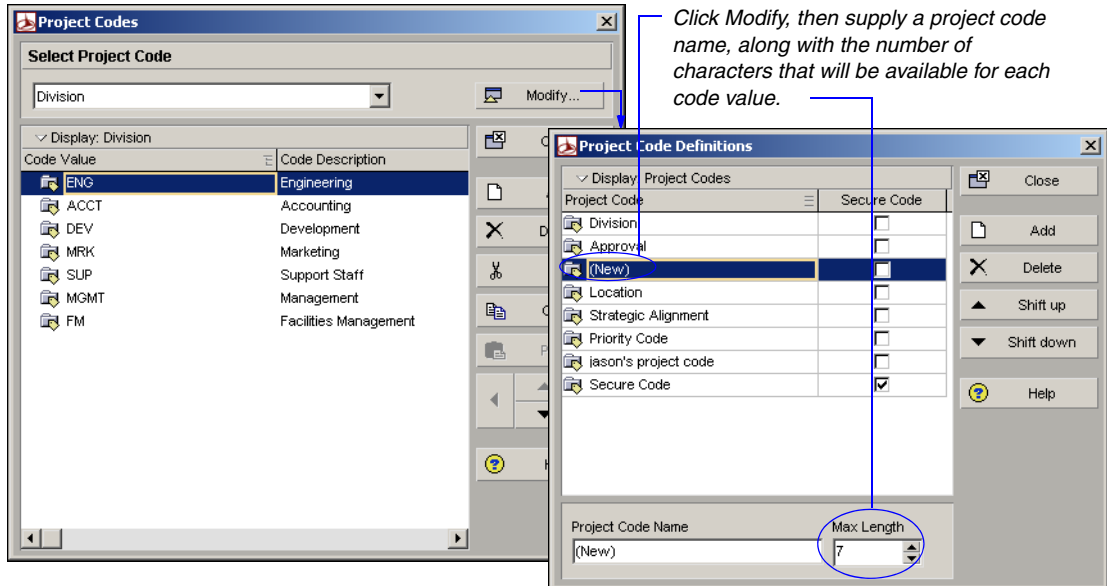 Project Codes
Select Project Code
Division
Modify...
Display: Division
Code Value
Code Description
ENG
Engineering
ACCT
Accounting
DEV
Development
MRK
Marketing
SUP
Support Staff
MGMT
Management
FM
Facilities Management
Click Modify, then supply a project code
name, along with the number of
characters that will be available for each
code value.
Project Code Definitions
Display: Project Codes
Project Code
Secure Code
Division
Approval
(New)
Location
Strategic Alignment
Priority Code
jason's project code
Secure Code
Close
Add
Delete
Shift up
Shift down
Help
Project Code Name
Max Length
(New)
7